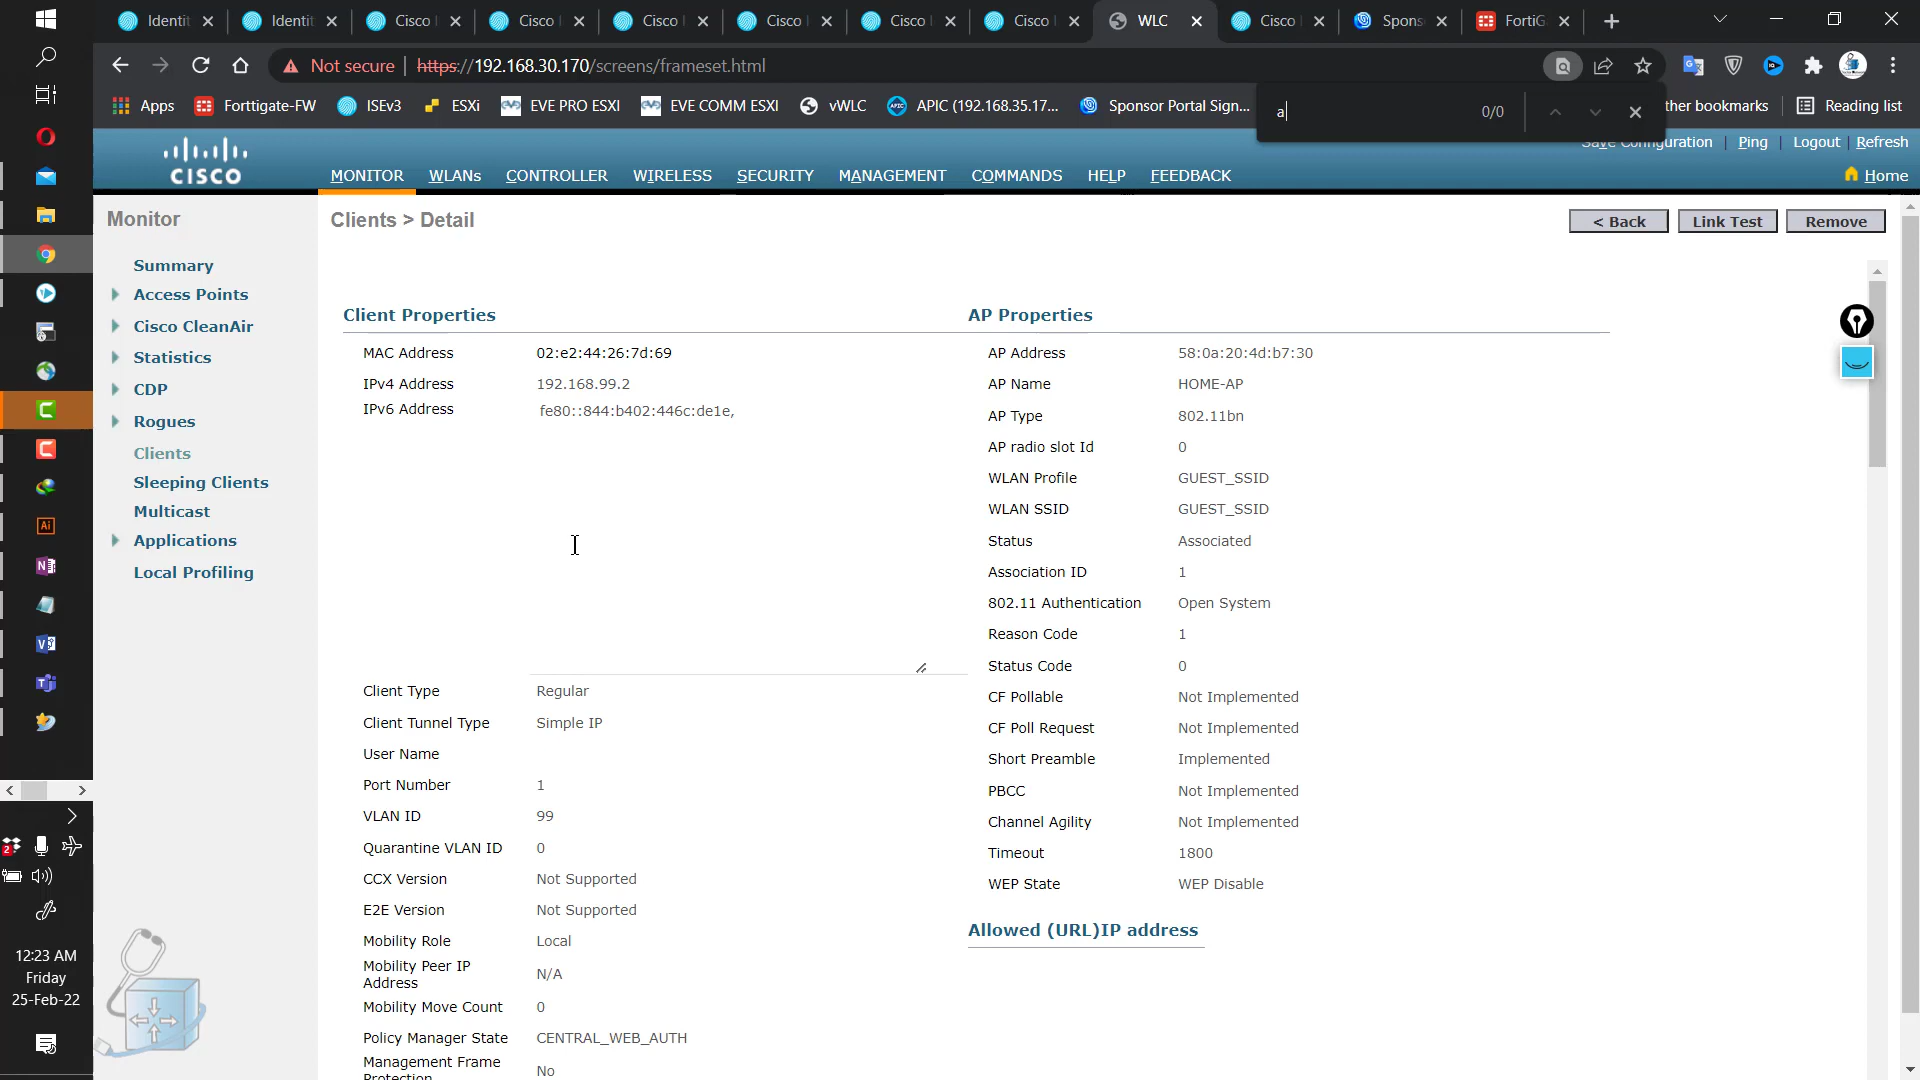 Identit
Identit
Cisco I
Cisco I
Cisco I
Cisco I
Cisco I
Cisco I
WLC
Cisco I
Spons
FortiG
Not secure
https://192.168.30.170/screens/frameset.html
Apps
Forttigate-FW
ISEv3
ESXi
EVE PRO ESXI
EVE COMM ESXI
vWLC
APIC (192.168.35.17...
Sponsor Portal Sign...
ther bookmarks
Reading list
a
0/0
CISCO
MONITOR
WLANs
CONTROLLER
WIRELESS
SECURITY
MANAGEMENT
COMMANDS
HELP
FEEDBACK
Save Configuration
Ping
Logout
Refresh
Home
Monitor
Summary
Access Points
Cisco CleanAir
Statistics
CDP
Rogues
Clients
Sleeping Clients
Multicast
Applications
Local Profiling
Clients > Detail
< Back
Link Test
Remove
Client Properties
MAC Address 02:e2:44:26:7d:69
IPv4 Address 192.168.99.2
IPv6 Address fe80::844:b402:446c:de1e,
Client Type Regular
Client Tunnel Type Simple IP
User Name
Port Number 1
VLAN ID 99
Quarantine VLAN ID 0
CCX Version Not Supported
E2E Version Not Supported
Mobility Role Local
Mobility Peer IP
Address N/A
Mobility Move Count 0
Policy Manager State CENTRAL_WEB_AUTH
Management Frame
Protection No
AP Properties
AP Address 58:0a:20:4d:b7:30
AP Name HOME-AP
AP Type 802.11bn
AP radio slot Id 0
WLAN Profile GUEST_SSID
WLAN SSID GUEST_SSID
Status Associated
Association ID 1
802.11 Authentication Open System
Reason Code 1
Status Code 0
CF Pollable Not Implemented
CF Poll Request Not Implemented
Short Preamble Implemented
PBCC Not Implemented
Channel Agility Not Implemented
Timeout 1800
WEP State WEP Disable
Allowed (URL)IP address
12:23 AM
Friday
25-Feb-22